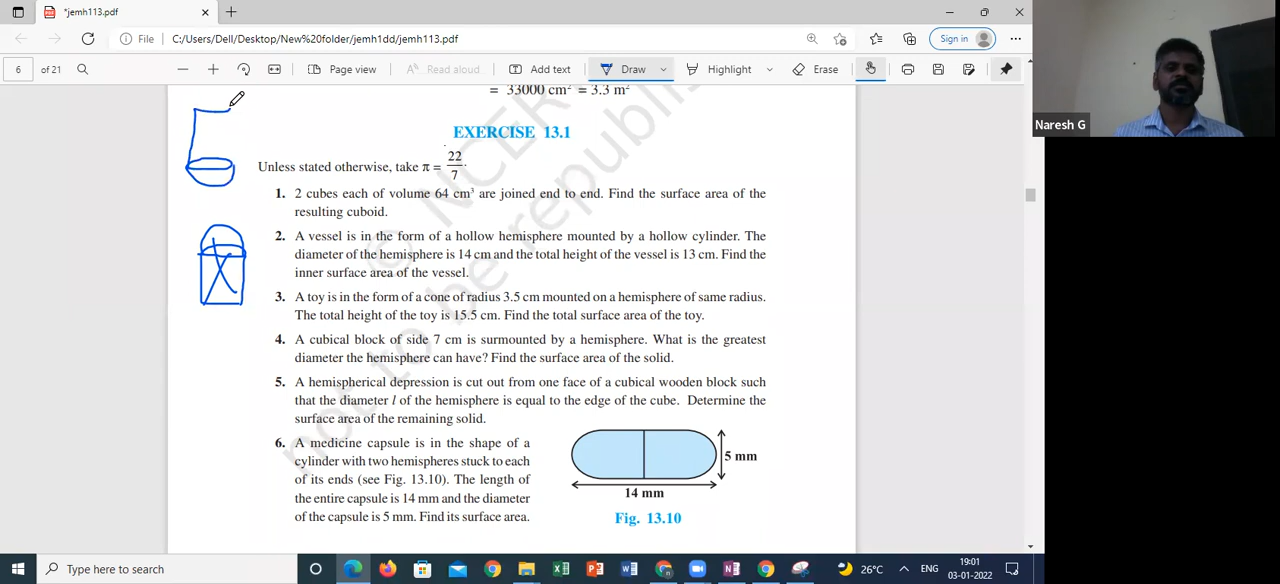 *jemh113.pdf
File
C:/Users/Dell/Desktop/New%20folder/jemh1dd/jemh113.pdf
Sign in
6 of 21
Page view
Read aloud
Add text
Draw
Highlight
Erase
= 33000 cm² = 3.3 m²
EXERCISE 13.1
Unless stated otherwise, take π = 22/7.
1. 2 cubes each of volume 64 cm³ are joined end to end. Find the surface area of the
resulting cuboid.
2. A vessel is in the form of a hollow hemisphere mounted by a hollow cylinder. The
diameter of the hemisphere is 14 cm and the total height of the vessel is 13 cm. Find the
inner surface area of the vessel.
3. A toy is in the form of a cone of radius 3.5 cm mounted on a hemisphere of same radius.
The total height of the toy is 15.5 cm. Find the total surface area of the toy.
4. A cubical block of side 7 cm is surmounted by a hemisphere. What is the greatest
diameter the hemisphere can have? Find the surface area of the solid.
5. A hemispherical depression is cut out from one face of a cubical wooden block such
that the diameter l of the hemisphere is equal to the edge of the cube. Determine the
surface area of the remaining solid.
6. A medicine capsule is in the shape of a
cylinder with two hemispheres stuck to each
of its ends (see Fig. 13.10). The length of
the entire capsule is 14 mm and the diameter
of the capsule is 5 mm. Find its surface area.
5 mm
14 mm
Fig. 13.10
© NCERT
not to be republis
Naresh G
Type here to search
26°C
ENG
19:01
03-01-2022